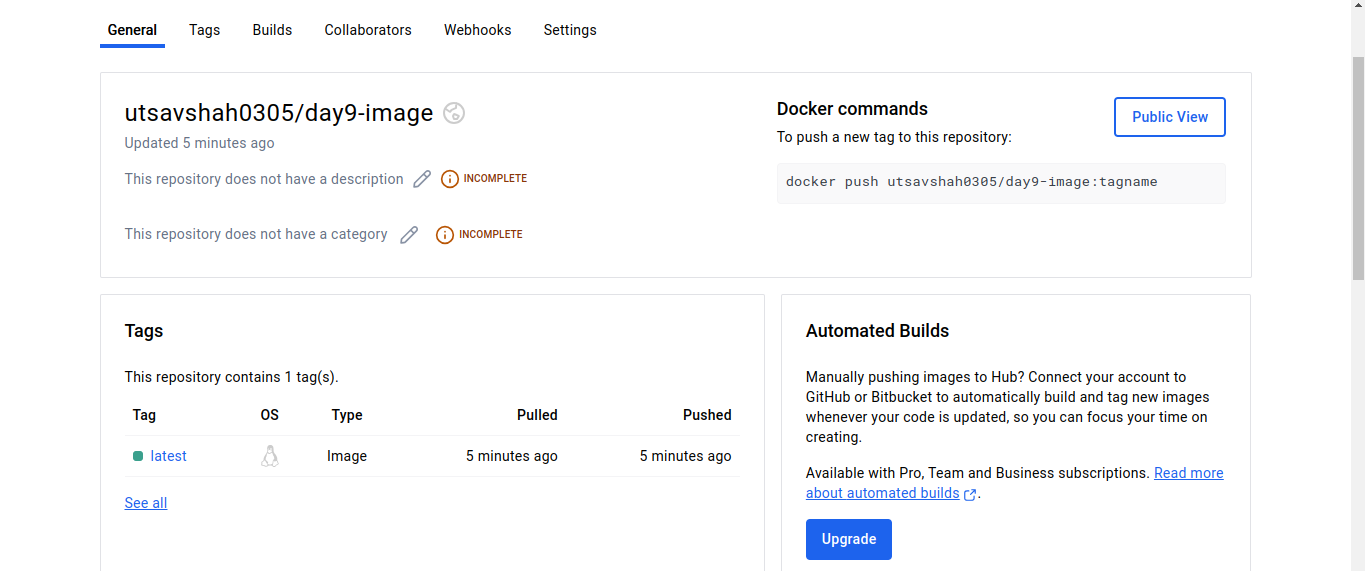 General Tags Builds Collaborators Webhooks Settings
utsavshah0305/day9-image
Updated 5 minutes ago
This repository does not have a description INCOMPLETE
This repository does not have a category INCOMPLETE
Docker commands
Public View
To push a new tag to this repository:
docker push utsavshah0305/day9-image:tagname
Tags
This repository contains 1 tag(s).
Tag OS Type Pulled Pushed
latest Image 5 minutes ago 5 minutes ago
See all
Automated Builds
Manually pushing images to Hub? Connect your account to
GitHub or Bitbucket to automatically build and tag new images
whenever your code is updated, so you can focus your time on
creating.
Available with Pro, Team and Business subscriptions. Read more
about automated builds .
Upgrade